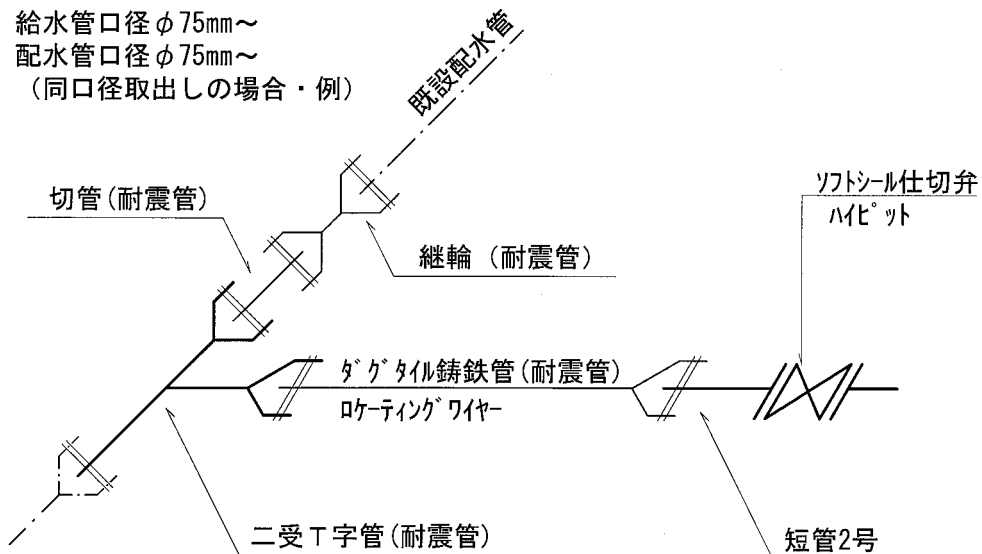 給水管口径φ75mm~
配水管口径φ75mm~
(同口径取出しの場合・例)
既設配水管
切管(耐震管)
ソフトシール仕切弁
ハイピット
継輪(耐震管)
ダグタイル鋳鉄管(耐震管)
ロケーティングワイヤー
二受T字管(耐震管)
短管2号